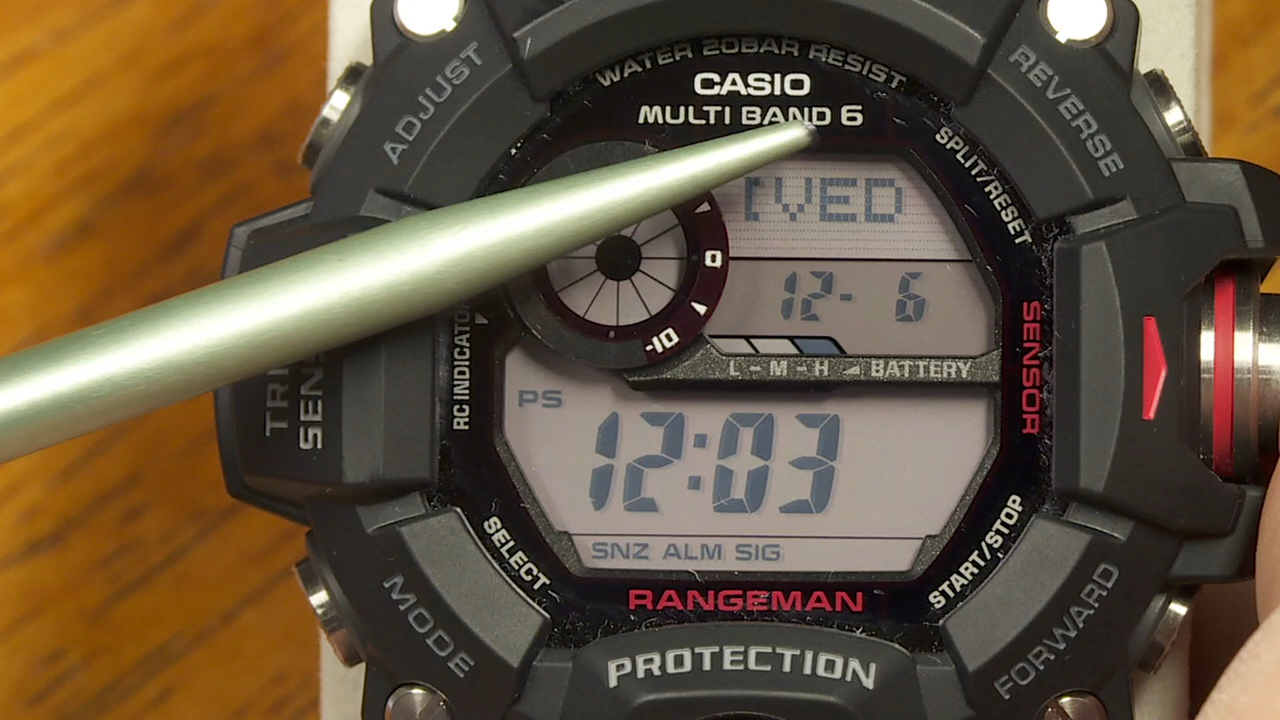 ADJUST
REVERSE
WATER 20BAR RESIST
CASIO
MULTI BAND 6
SPLIT/RESET
VED
0
12- 6
-10
L - M - H BATTERY
RC INDICATOR
SENSOR
PS
12:03
SNZ ALM SIG
SELECT
START/STOP
RANGEMAN
MODE
FORWARD
PROTECTION